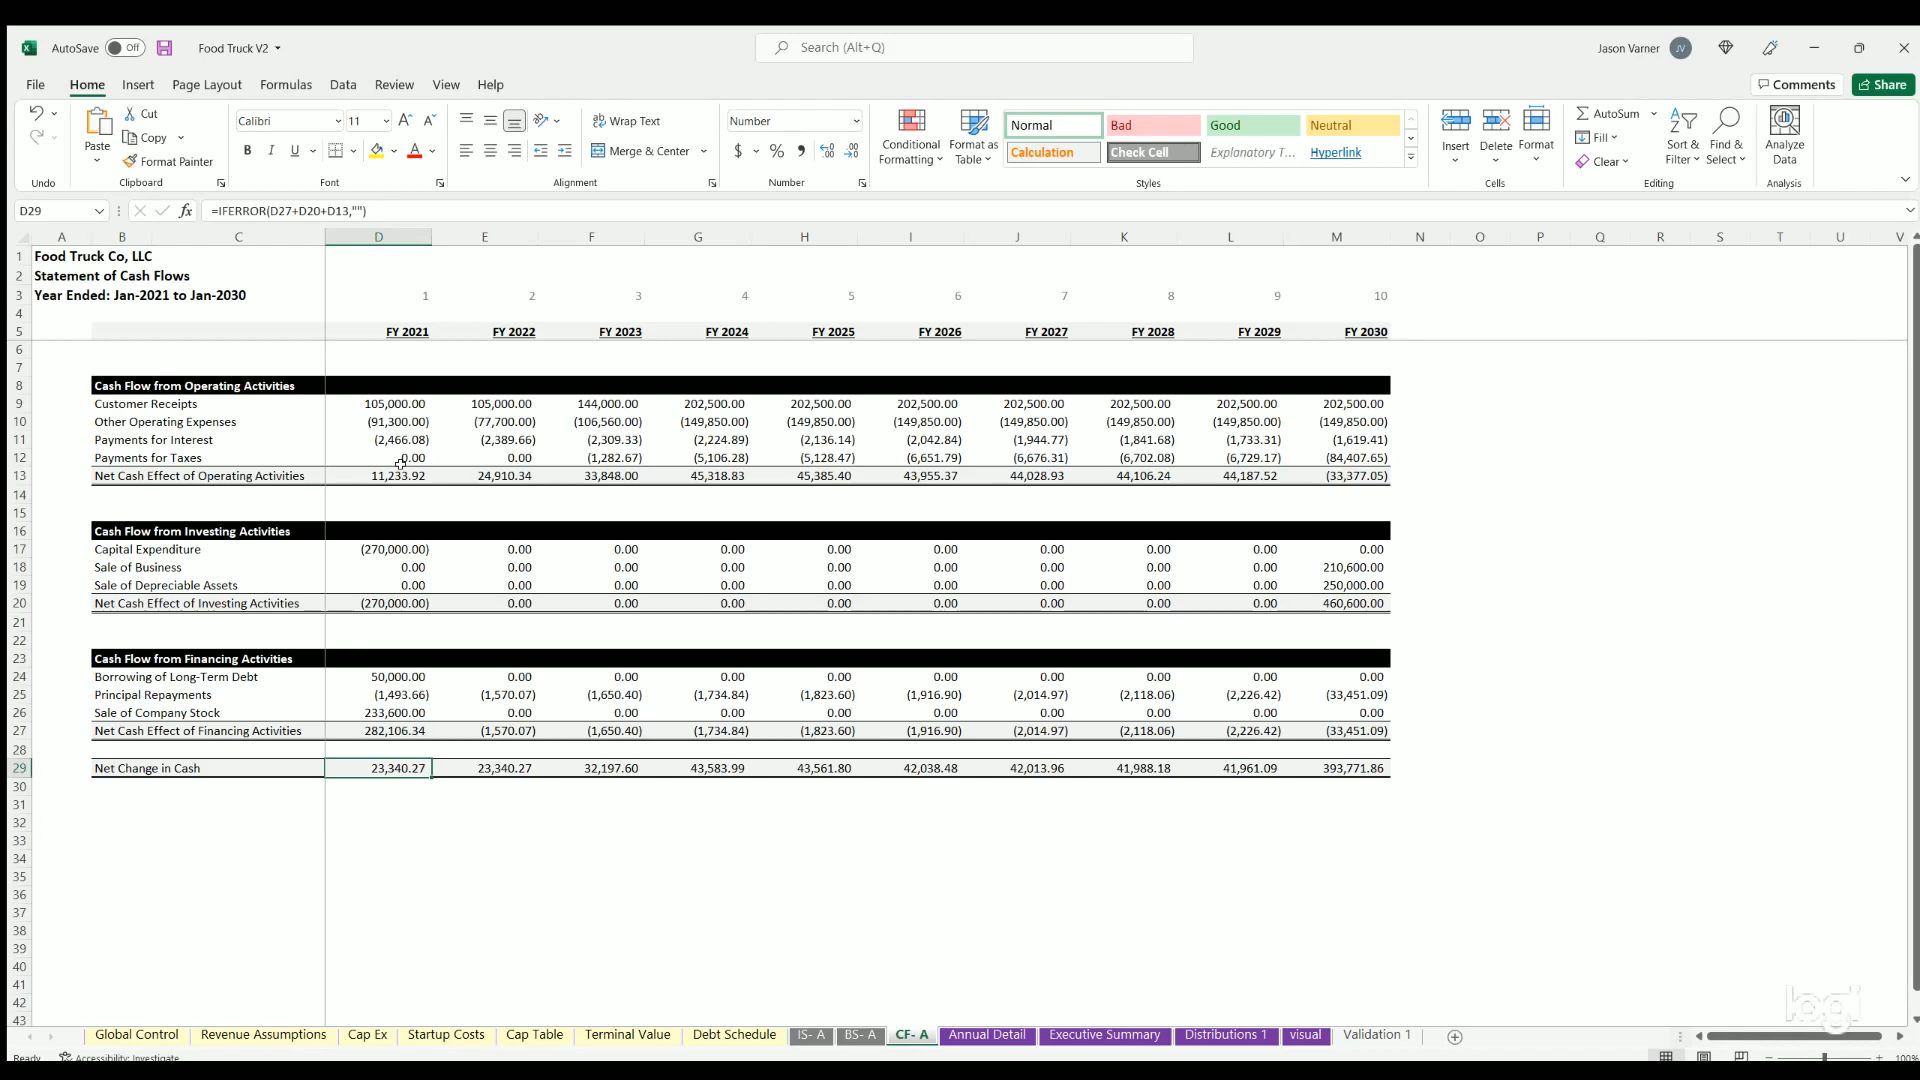 AutoSave Off Food Truck V2 Search (Alt+Q) Jason Varner JV
File Home Insert Page Layout Formulas Data Review View Help Comments Share
Cut Calibri 11 Wrap Text Number Normal Bad Good Neutral AutoSum
Paste Copy Fill
Format Painter B I U Merge & Center $ % Conditional Formatting Format as Table Calculation Check Cell Explanatory T... Hyperlink Insert Delete Format Clear Sort & Filter Find & Select Analyze Data
Undo Clipboard Font Alignment Number Styles Cells Editing Analysis
D29 fx =IFERROR(D27+D20+D13,"")
A B C D E F G H I J K L M N O P Q R S T U V
1 Food Truck Co, LLC
2 Statement of Cash Flows
3 Year Ended: Jan-2021 to Jan-2030 1 2 3 4 5 6 7 8 9 10
4
5 FY 2021 FY 2022 FY 2023 FY 2024 FY 2025 FY 2026 FY 2027 FY 2028 FY 2029 FY 2030
6
7
8 Cash Flow from Operating Activities
9 Customer Receipts 105,000.00 105,000.00 144,000.00 202,500.00 202,500.00 202,500.00 202,500.00 202,500.00 202,500.00 202,500.00
10 Other Operating Expenses (91,300.00) (77,700.00) (106,560.00) (149,850.00) (149,850.00) (149,850.00) (149,850.00) (149,850.00) (149,850.00) (149,850.00)
11 Payments for Interest (2,466.08) (2,389.66) (2,309.33) (2,224.89) (2,136.14) (2,042.84) (1,944.77) (1,841.68) (1,733.31) (1,619.41)
12 Payments for Taxes 0.00 0.00 (1,282.67) (5,106.28) (5,128.47) (6,651.79) (6,676.31) (6,702.08) (6,729.17) (84,407.65)
13 Net Cash Effect of Operating Activities 11,233.92 24,910.34 33,848.00 45,318.83 45,385.40 43,955.37 44,028.93 44,106.24 44,187.52 (33,377.05)
14
15
16 Cash Flow from Investing Activities
17 Capital Expenditure (270,000.00) 0.00 0.00 0.00 0.00 0.00 0.00 0.00 0.00 0.00
18 Sale of Business 0.00 0.00 0.00 0.00 0.00 0.00 0.00 0.00 0.00 210,600.00
19 Sale of Depreciable Assets 0.00 0.00 0.00 0.00 0.00 0.00 0.00 0.00 0.00 250,000.00
20 Net Cash Effect of Investing Activities (270,000.00) 0.00 0.00 0.00 0.00 0.00 0.00 0.00 0.00 460,600.00
21
22
23 Cash Flow from Financing Activities
24 Borrowing of Long-Term Debt 50,000.00 0.00 0.00 0.00 0.00 0.00 0.00 0.00 0.00 0.00
25 Principal Repayments (1,493.66) (1,570.07) (1,650.40) (1,734.84) (1,823.60) (1,916.90) (2,014.97) (2,118.06) (2,226.42) (33,451.09)
26 Sale of Company Stock 233,600.00 0.00 0.00 0.00 0.00 0.00 0.00 0.00 0.00 0.00
27 Net Cash Effect of Financing Activities 282,106.34 (1,570.07) (1,650.40) (1,734.84) (1,823.60) (1,916.90) (2,014.97) (2,118.06) (2,226.42) (33,451.09)
28
29 Net Change in Cash 23,340.27 23,340.27 32,197.60 43,583.99 43,561.80 42,038.48 42,013.96 41,988.18 41,961.09 393,771.86
30
31
32
33
34
35
36
37
38
39
40
41
42
43
logi
Global Control Revenue Assumptions Cap Ex Startup Costs Cap Table Terminal Value Debt Schedule IS- A BS- A CF- A Annual Detail Executive Summary Distributions 1 visual Validation 1
Ready Accessibility: Investigate 100%